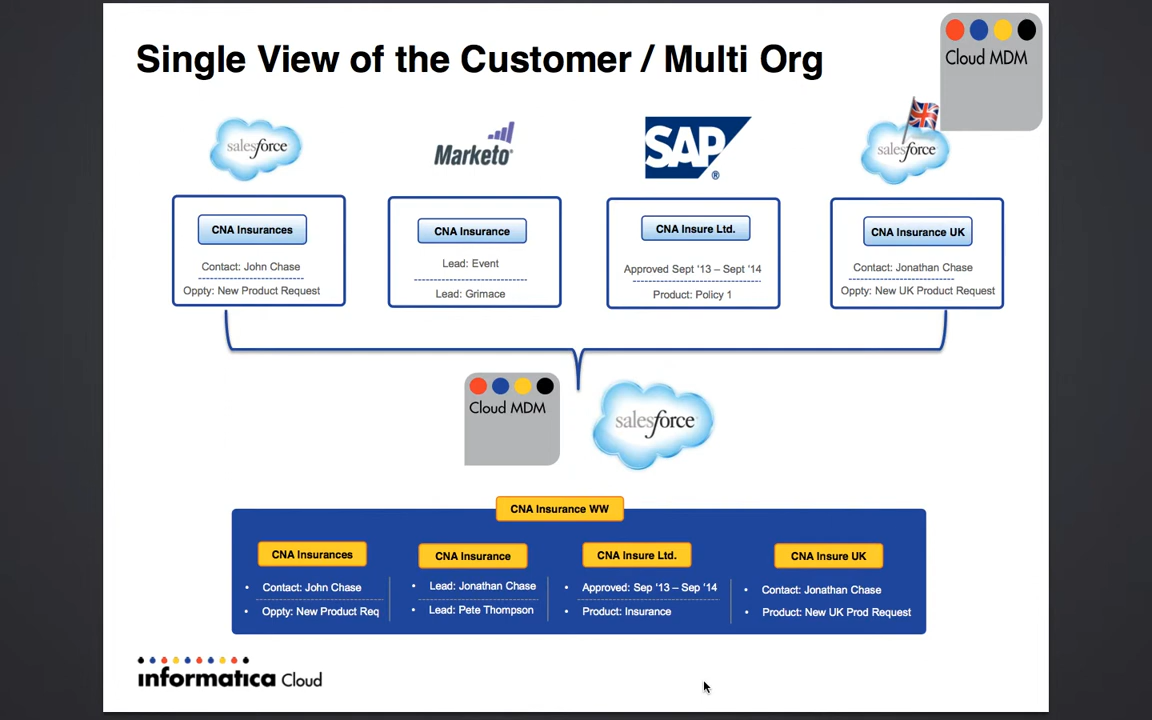 Single View of the Customer / Multi Org
Cloud MDM
salesforce
Marketo
SAP®
salesforce
CNA Insurances
Contact: John Chase
Oppty: New Product Request
CNA Insurance
Lead: Event
Lead: Grimace
CNA Insure Ltd.
Approved Sept '13 – Sept '14
Product: Policy 1
CNA Insurance UK
Contact: Jonathan Chase
Oppty: New UK Product Request
Cloud MDM
salesforce
CNA Insurance WW
CNA Insurances
• Contact: John Chase
• Oppty: New Product Req
CNA Insurance
• Lead: Jonathan Chase
• Lead: Pete Thompson
CNA Insure Ltd.
• Approved: Sep '13 – Sep '14
• Product: Insurance
CNA Insure UK
• Contact: Jonathan Chase
• Product: New UK Prod Request
informatica Cloud